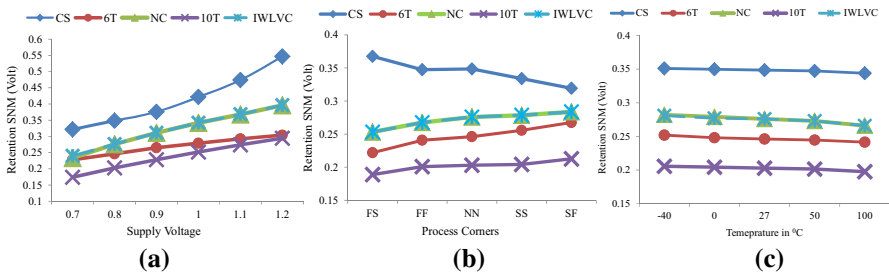 CS 6T NC 10T IWLVC
Retention SNM (Volt)
0.6
0.55
0.5
0.45
0.4
0.35
0.3
0.25
0.2
0.15
0.1
0.7 0.8 0.9 1 1.1 1.2
Supply Voltage
(a)
CS 6T NC 10T IWLVC
Retention SNM (Volt)
0.4
0.35
0.3
0.25
0.2
0.15
FS FF NN SS SF
Process Corners
(b)
CS 6T NC 10T IWLVC
Retention SNM (Volt)
0.4
0.35
0.3
0.25
0.2
0.15
-40 0 27 50 100
Temeprature in ⁰C
(c)